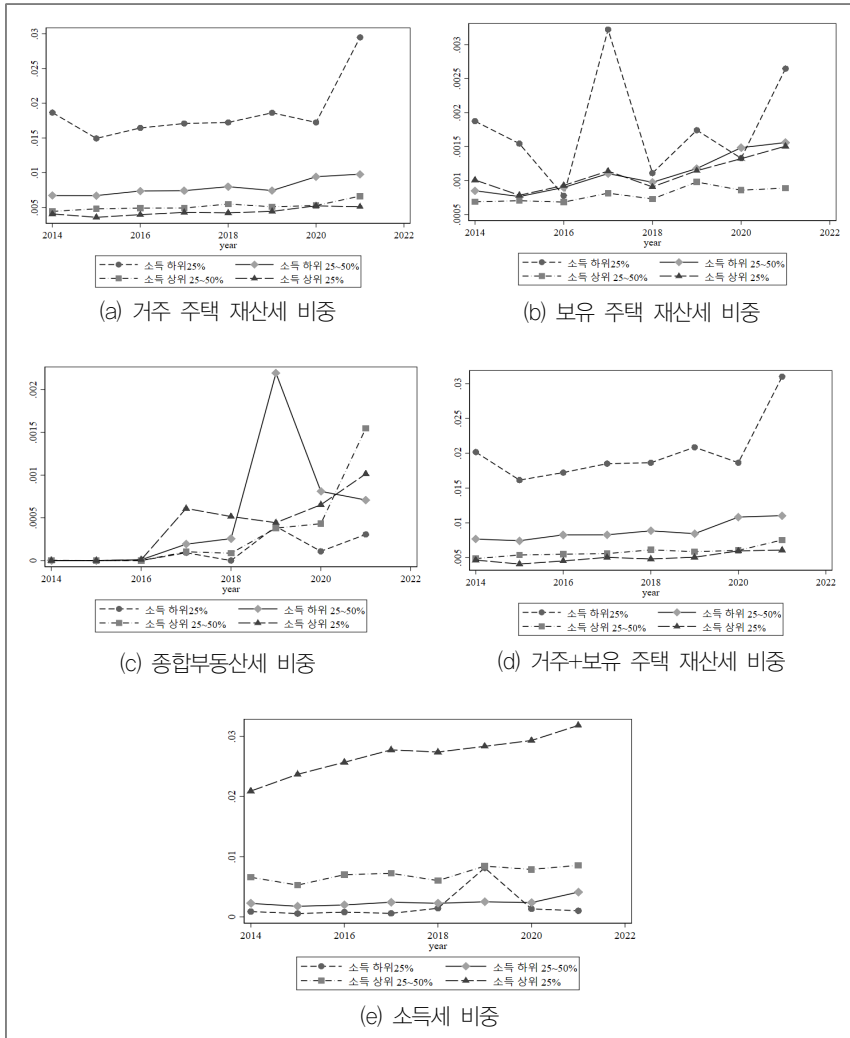 .03
.025
.02
.015
.01
.005
2014 2016 2018 2020 2022
year
소득 하위25% 소득 하위 25~50%
소득 상위 25~50% 소득 상위 25%
(a) 거주 주택 재산세 비중
.003
.0025
.002
.0015
.001
.0005
2014 2016 2018 2020 2022
year
소득 하위25% 소득 하위 25~50%
소득 상위 25~50% 소득 상위 25%
(b) 보유 주택 재산세 비중
.002
.0015
.001
.0005
0
2014 2016 2018 2020 2022
year
소득 하위25% 소득 하위 25~50%
소득 상위 25~50% 소득 상위 25%
(c) 종합부동산세 비중
.03
.025
.02
.015
.01
.005
2014 2016 2018 2020 2022
year
소득 하위25% 소득 하위 25~50%
소득 상위 25~50% 소득 상위 25%
(d) 거주+보유 주택 재산세 비중
.03
.02
.01
0
2014 2016 2018 2020 2022
year
소득 하위25% 소득 하위 25~50%
소득 상위 25~50% 소득 상위 25%
(e) 소득세 비중